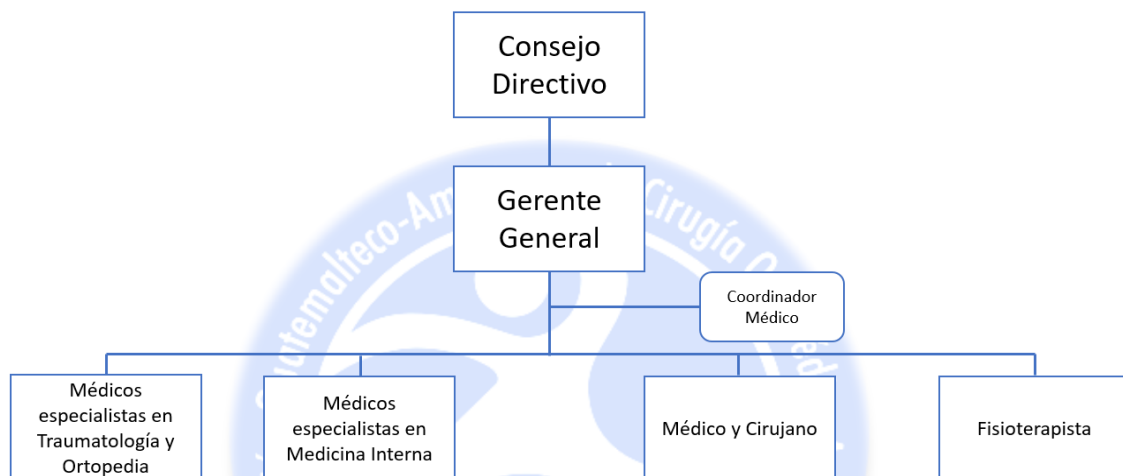 Consejo
Directivo
Gerente
General
Coordinador
Médico
Médicos
especialistas en
Traumatología y
Ortopedia
Médicos
especialistas en
Medicina Interna
Médico y Cirujano
Fisioterapista
Cirugía